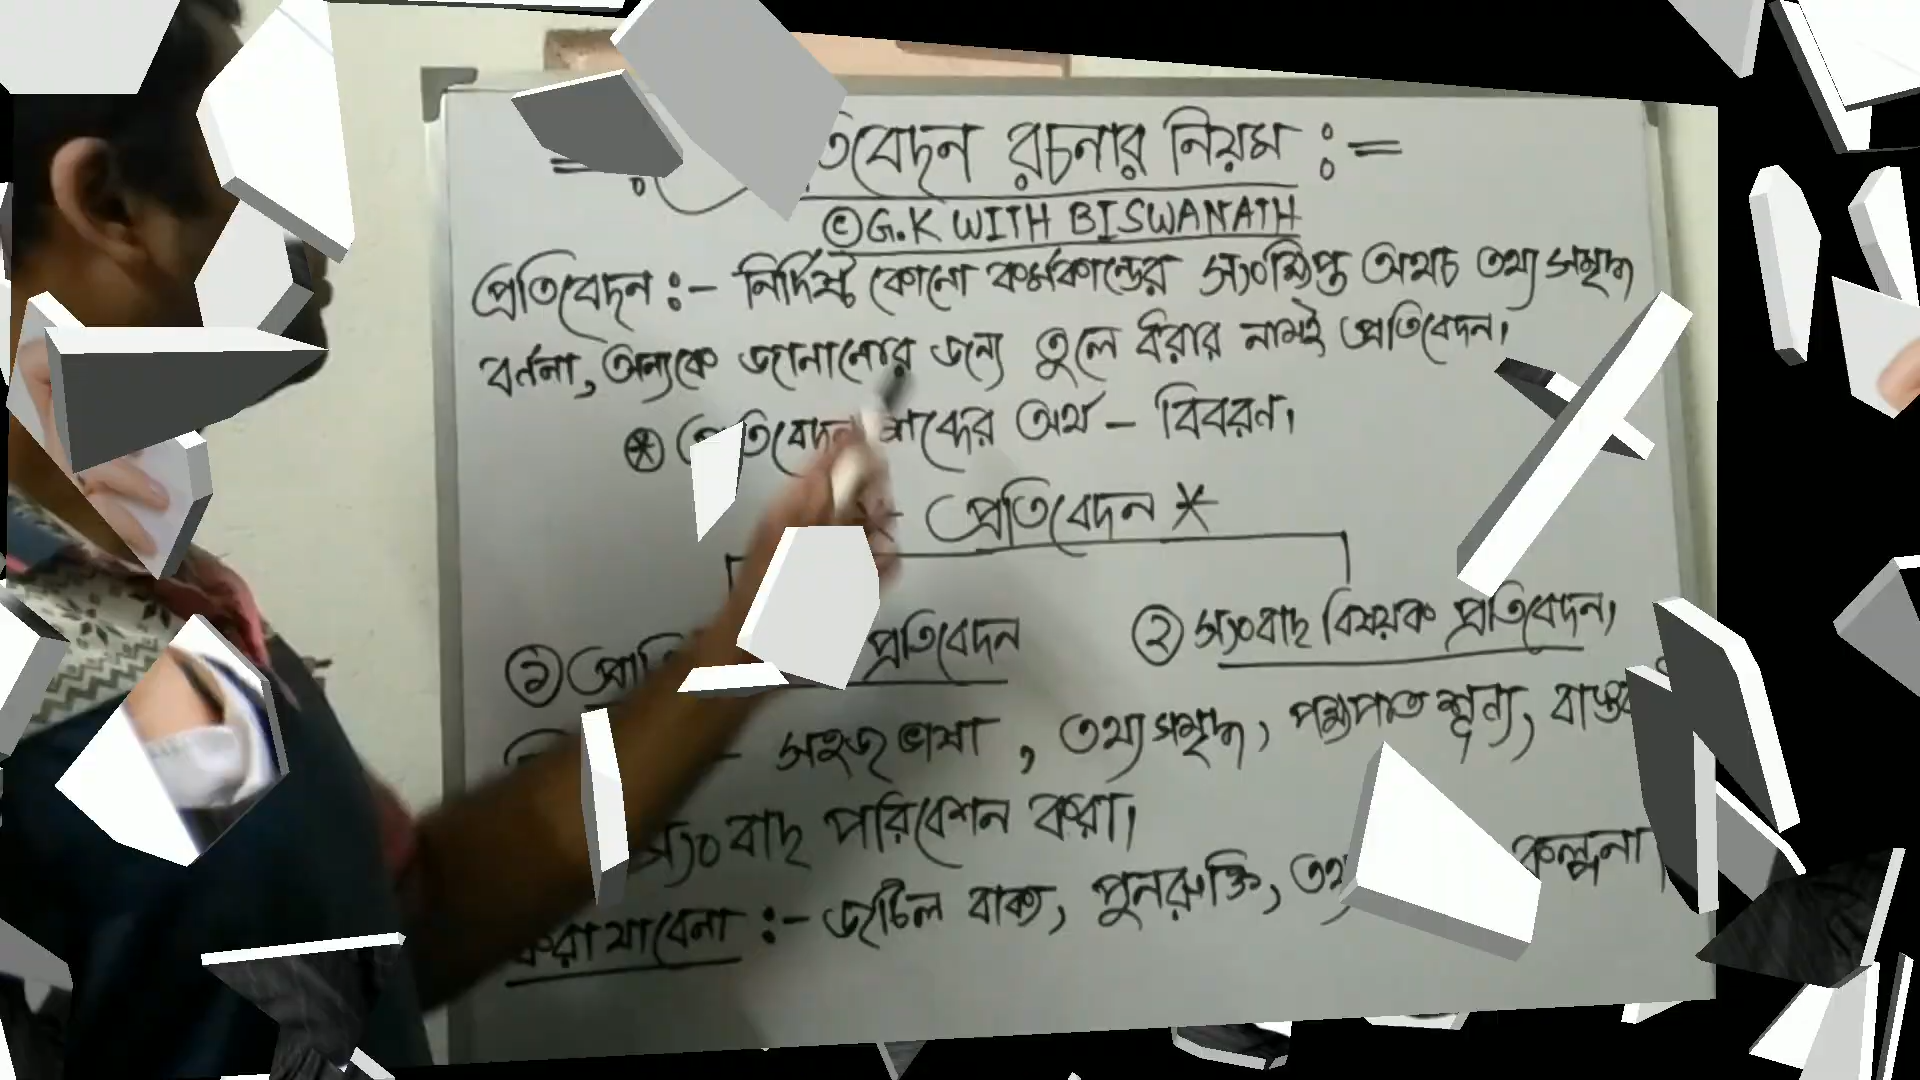 রচনার নিয়ম :=
©G.K WITH BISWANATH
প্রতিবেদন :- নির্দিষ্ট কোনো কর্মকান্ডের সংক্ষিপ্ত অথচ তথ্য সমৃদ্ধ
বর্ননা, অন্যকে জানানোর জন্য তুলে ধরার নামই প্রতিবেদন।
শব্দের অর্থ - বিবরণ।
প্রতিবেদন *
① প্রতিবেদন
② সংবাদ বিষয়ক প্রতিবেদন।
- সহজ ভাষা, তথ্য সমৃদ্ধ, পক্ষপাত শূন্য,
সংবাদ পরিবেশন করা।
করা যাবেনা :- জটিল বাক্য, পুনরুক্তি, কল্পনা